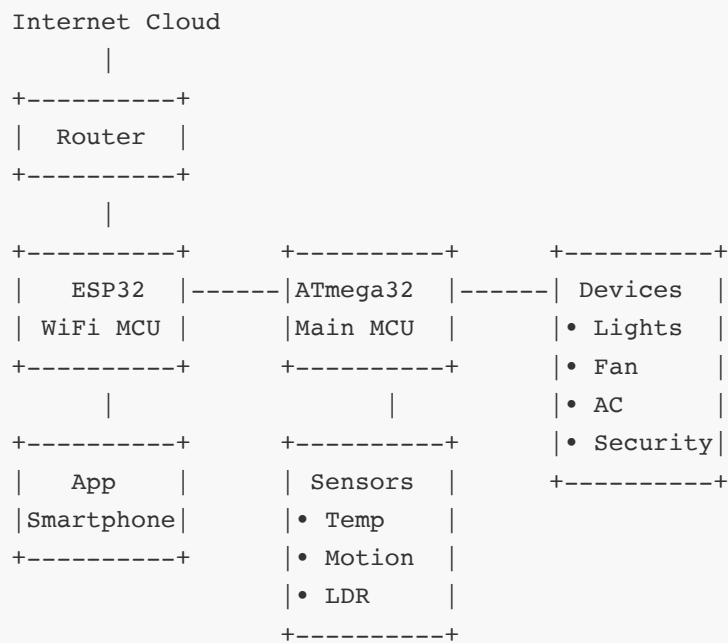 Internet Cloud
Router
ESP32
WiFi MCU
ATmega32
Main MCU
Devices
• Lights
• Fan
• AC
• Security
App
Smartphone
Sensors
• Temp
• Motion
• LDR